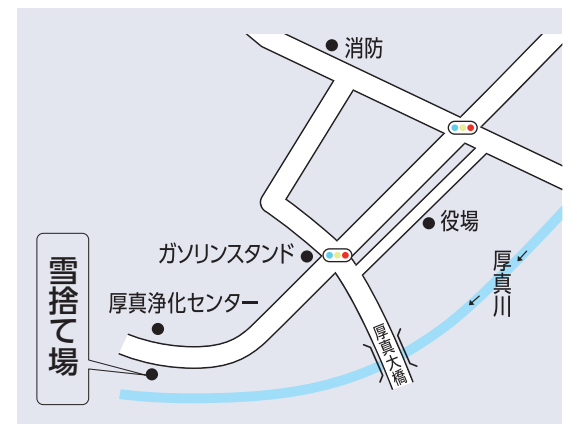 消防
役場
ガソリンスタンド
厚真川
厚真浄化センター
雪捨て場
厚真大橋